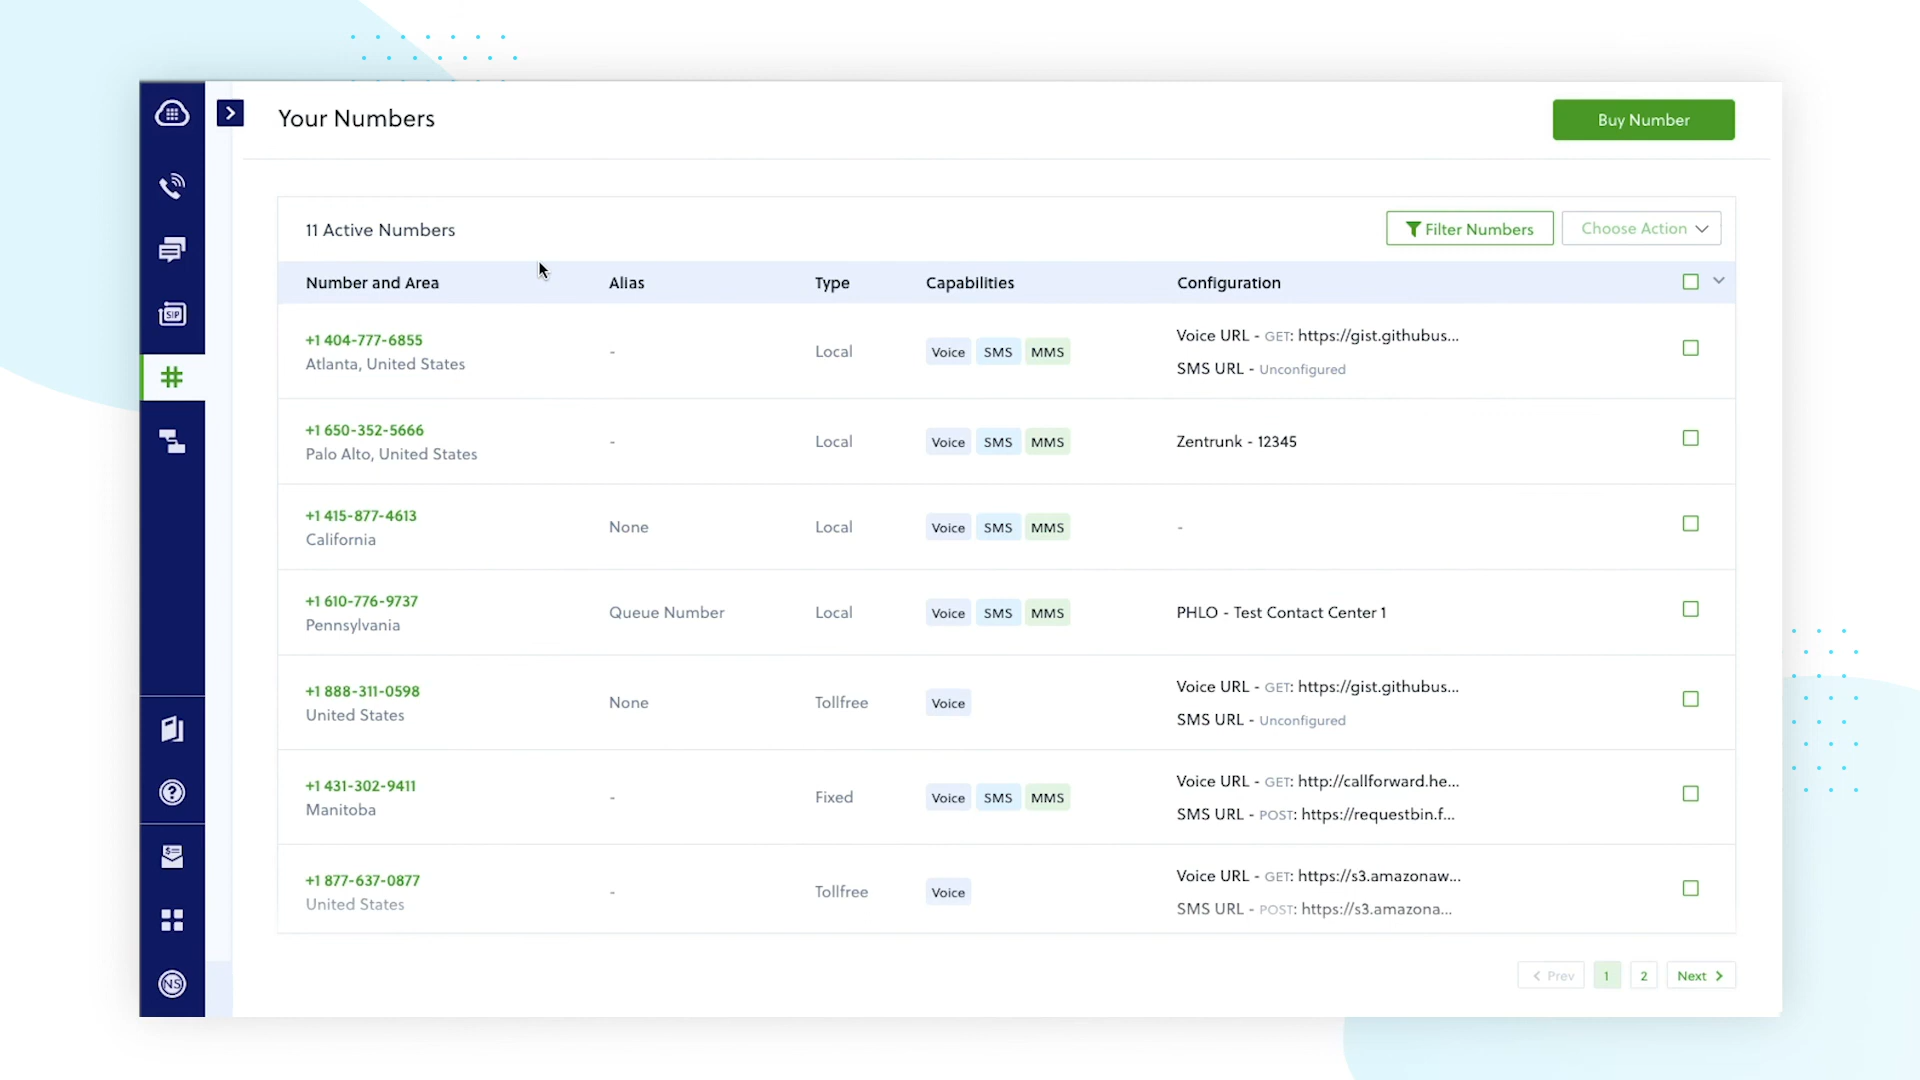 Your Numbers
Buy Number
11 Active Numbers
Filter Numbers
Choose Action
Number and Area Alias Type Capabilities Configuration
+1 404-777-6855
Atlanta, United States
- Local Voice SMS MMS
Voice URL - GET: https://gist.githubus...
SMS URL - Unconfigured
+1 650-352-5666
Palo Alto, United States
- Local Voice SMS MMS Zentrunk - 12345
+1 415-877-4613
California
None Local Voice SMS MMS -
+1 610-776-9737
Pennsylvania
Queue Number Local Voice SMS MMS PHLO - Test Contact Center 1
+1 888-311-0598
United States
None Tollfree Voice
Voice URL - GET: https://gist.githubus...
SMS URL - Unconfigured
+1 431-302-9411
Manitoba
- Fixed Voice SMS MMS
Voice URL - GET: http://callforward.he...
SMS URL - POST: https://requestbin.f...
+1 877-637-0877
United States
- Tollfree Voice
Voice URL - GET: https://s3.amazonaw...
SMS URL - POST: https://s3.amazona...
Prev 1 2 Next
SIP
NS